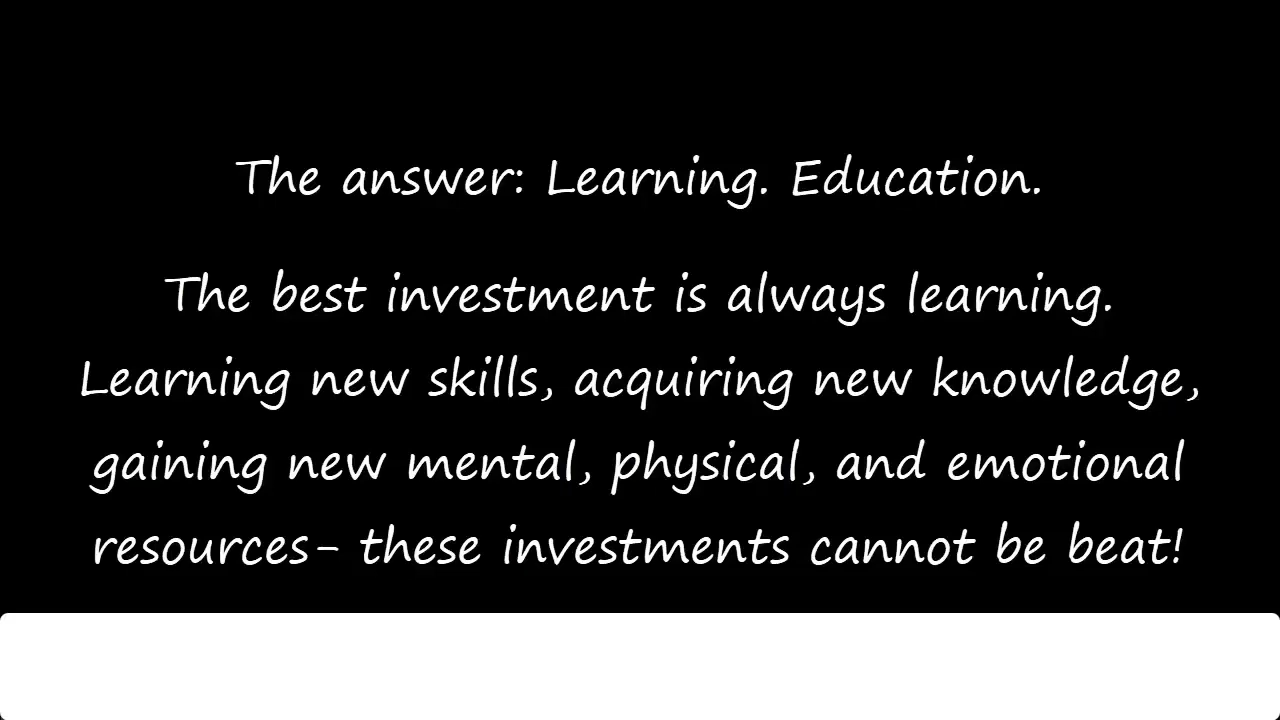 The answer: Learning. Education.
The best investment is always learning.
Learning new skills, acquiring new knowledge,
gaining new mental, physical, and emotional
resources- these investments cannot be beat!